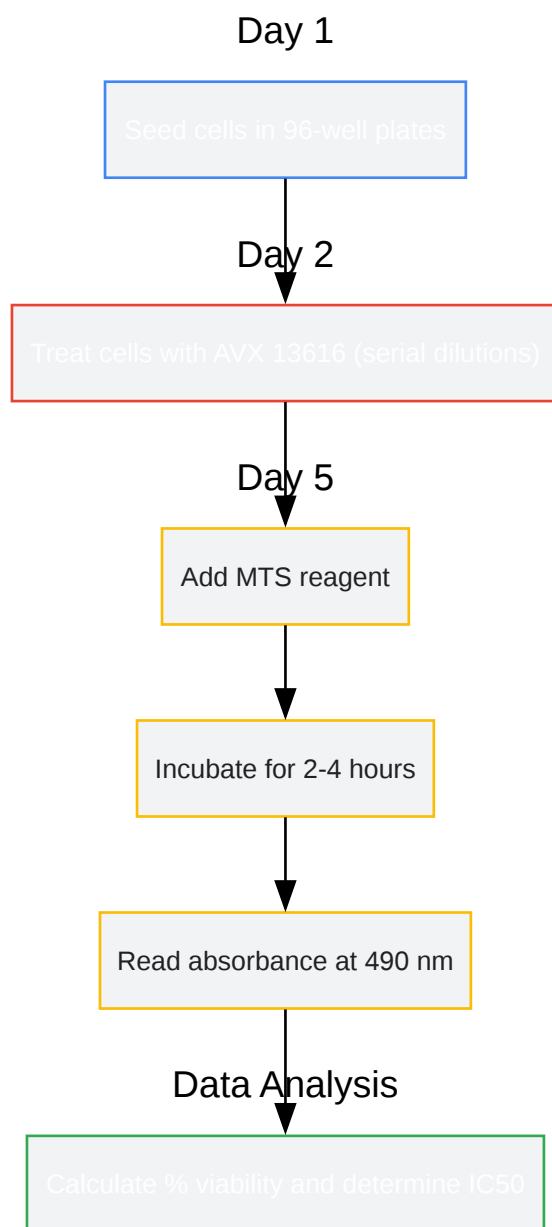 Day 1
Seed cells in 96-well plates
Day 2
Treat cells with AVX 13616 (serial dilutions)
Day 5
Add MTS reagent
Incubate for 2-4 hours
Read absorbance at 490 nm
Data Analysis
Calculate % viability and determine IC50